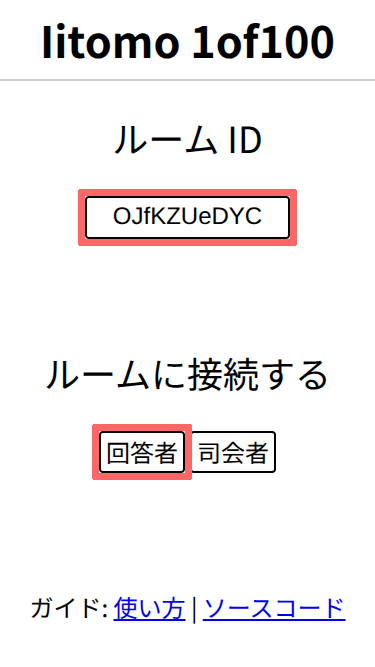 Iitomo 1of100
ルーム ID
OJfKZUeDYC
ルームに接続する
回答者 司会者
ガイド: 使い方 | ソースコード